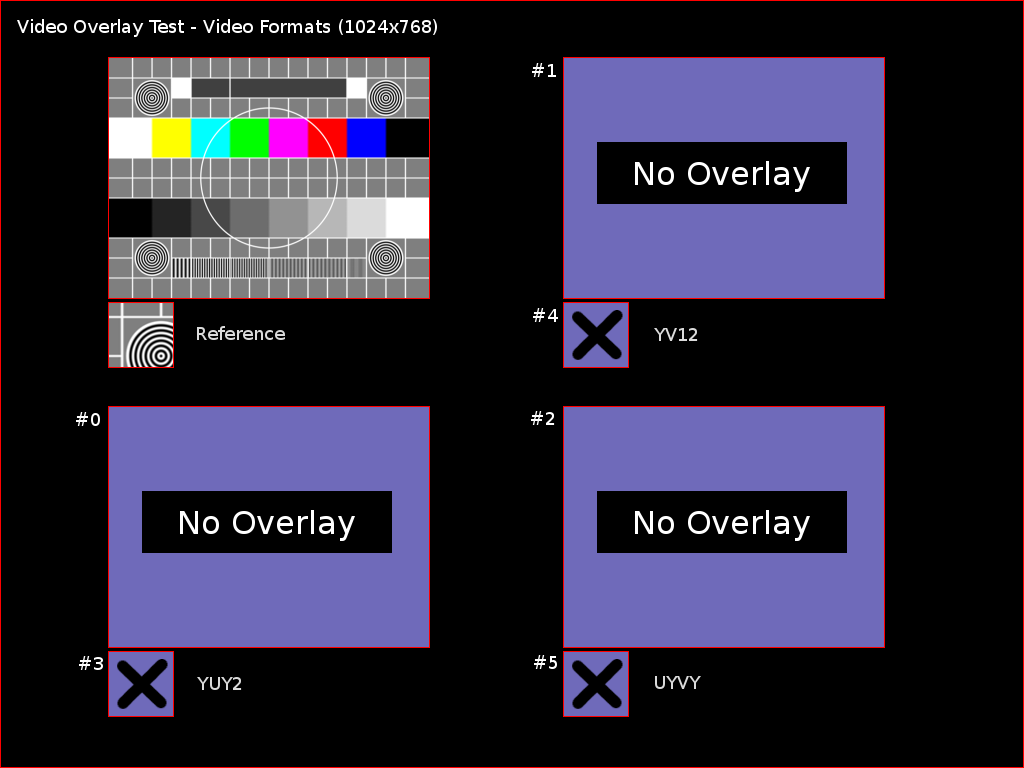 Video Overlay Test - Video Formats (1024x768)
#1
No Overlay
Reference
#4
YV12
#0
No Overlay
#2
No Overlay
#3
YUY2
#5
UYVY